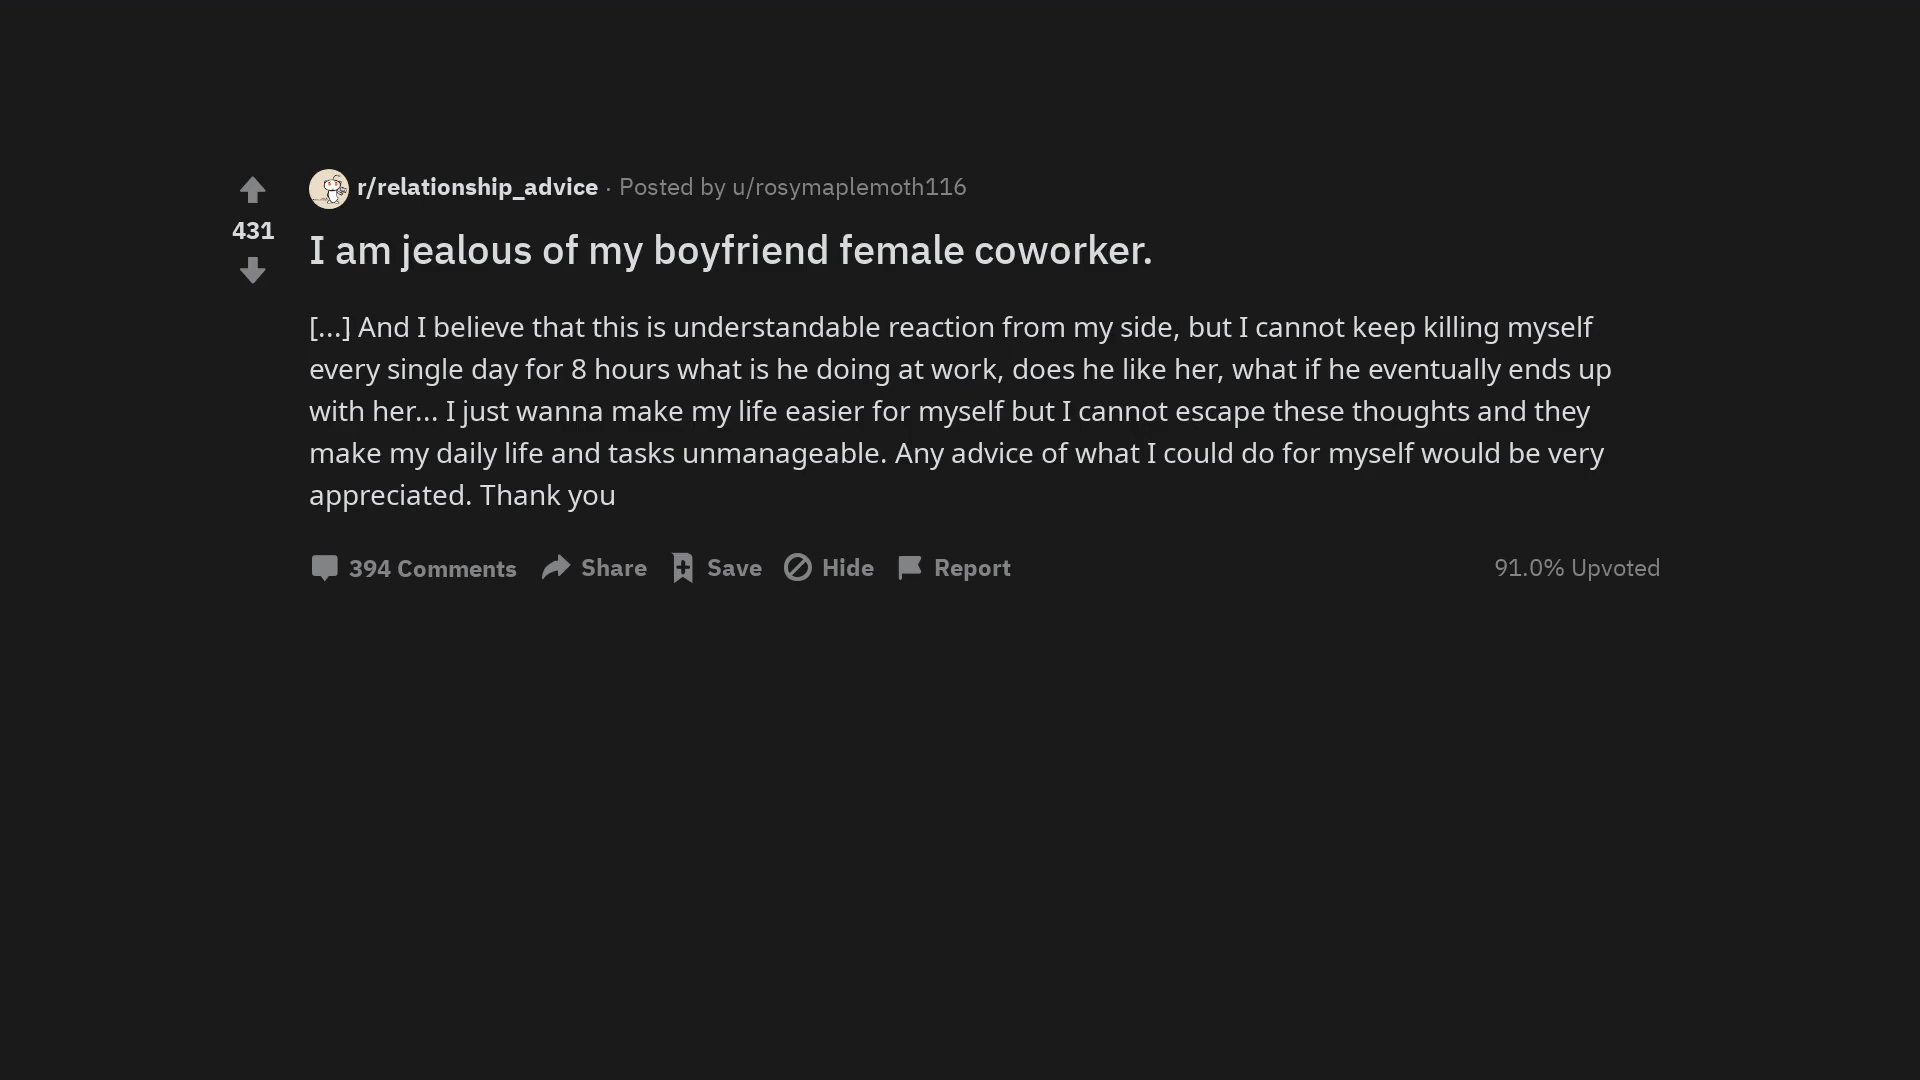 r/relationship_advice · Posted by u/rosymaplemoth116
431
I am jealous of my boyfriend female coworker.
[...] And I believe that this is understandable reaction from my side, but I cannot keep killing myself
every single day for 8 hours what is he doing at work, does he like her, what if he eventually ends up
with her... I just wanna make my life easier for myself but I cannot escape these thoughts and they
make my daily life and tasks unmanageable. Any advice of what I could do for myself would be very
appreciated. Thank you
394 Comments Share Save Hide Report 91.0% Upvoted